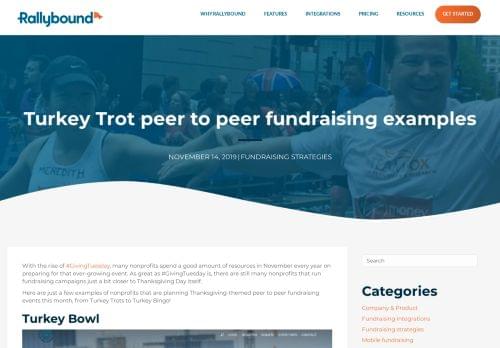 Rallybound
WHY RALLYBOUND
FEATURES
INTEGRATIONS
PRICING
RESOURCES
GET STARTED
Turkey Trot peer to peer fundraising examples
NOVEMBER 14, 2019 | FUNDRAISING STRATEGIES
MEREDITH
money
With the rise of #GivingTuesday, many nonprofits spend a good amount of resources in November every year on
preparing for that ever-growing event. As great as #GivingTuesday is, there are still many nonprofits that run
fundraising campaigns just a bit closer to Thanksgiving Day itself.
Here are just a few examples of nonprofits that are planning Thanksgiving-themed peer to peer fundraising
events this month, from Turkey Trots to Turkey Bingo!
Turkey Bowl
Search
Categories
Company & Product
Fundraising Integrations
Fundraising strategies
Mobile fundraising